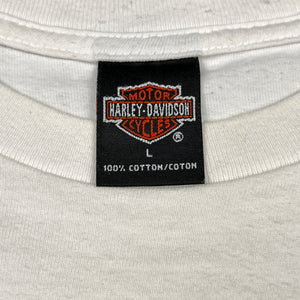 MOTOR
HARLEY-DAVIDSON
CYCLES
®
L
100% COTTON/COTON